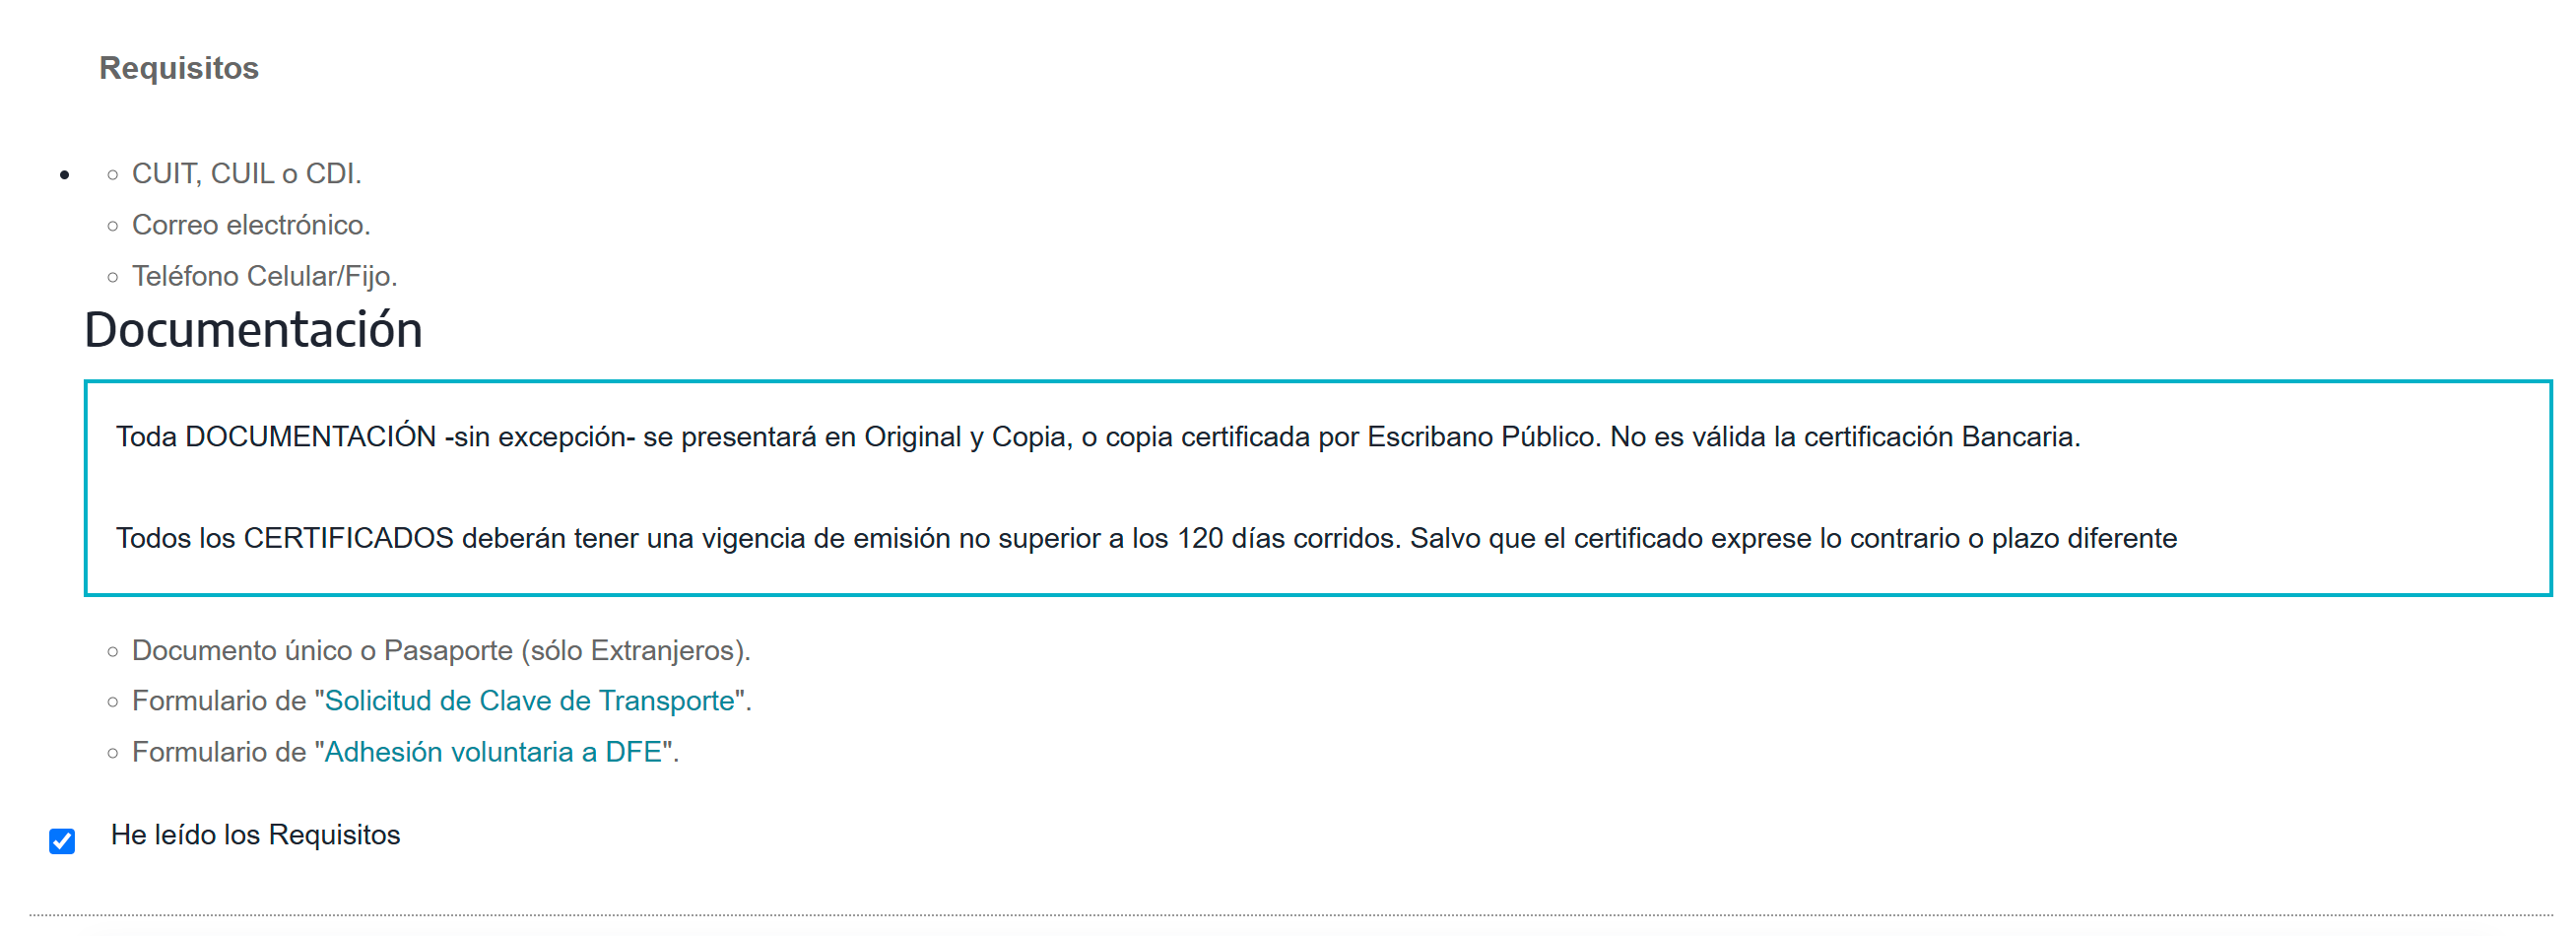 Requisitos
CUIT, CUIL o CDI.
Correo electrónico.
Teléfono Celular/Fijo.
Documentación
Toda DOCUMENTACIÓN -sin excepción- se presentará en Original y Copia, o copia certificada por Escribano Público. No es válida la certificación Bancaria.
Todos los CERTIFICADOS deberán tener una vigencia de emisión no superior a los 120 días corridos. Salvo que el certificado exprese lo contrario o plazo diferente
Documento único o Pasaporte (sólo Extranjeros).
Formulario de "Solicitud de Clave de Transporte".
Formulario de "Adhesión voluntaria a DFE".
He leído los Requisitos